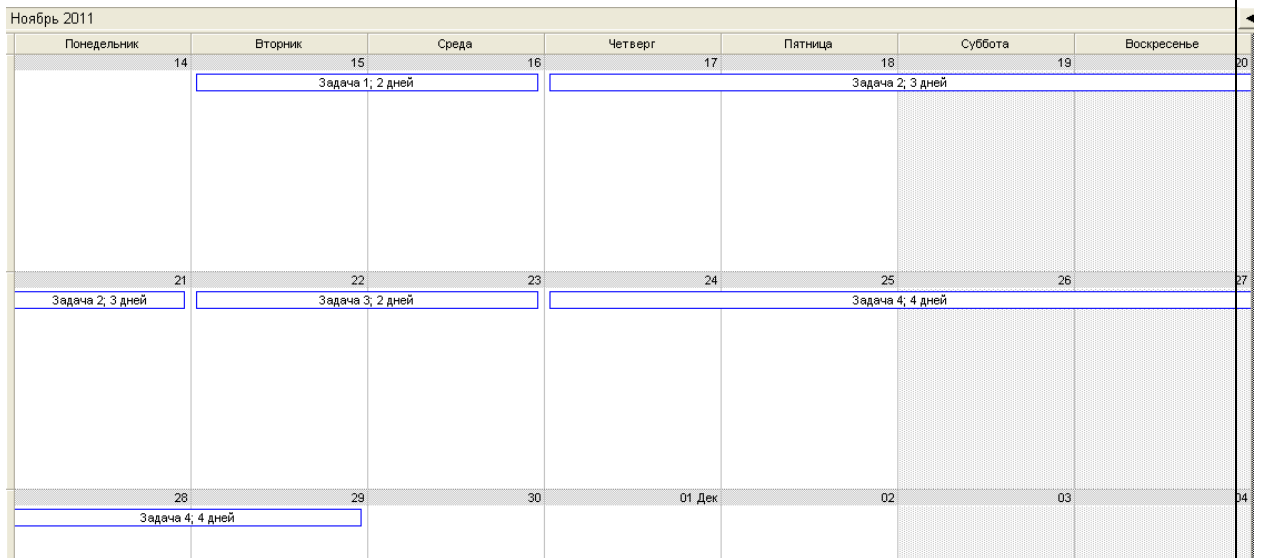 Ноябрь 2011
Понедельник Вторник Среда Четверг Пятница Суббота Воскресенье
14 15 16 17 18 19 20
Задача 1; 2 дней Задача 2; 3 дней
21 22 23 24 25 26 27
Задача 2; 3 дней Задача 3; 2 дней Задача 4; 4 дней
28 29 30 01 Дек 02 03 04
Задача 4; 4 дней